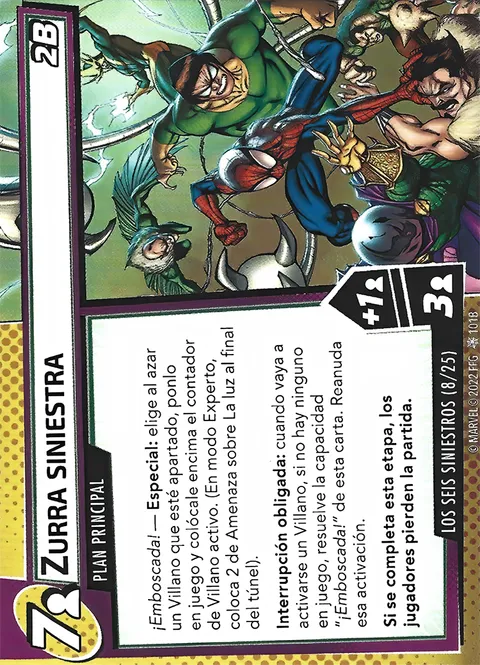 7
ZURRA SINIESTRA
2B
PLAN PRINCIPAL
¡Emboscada! — Especial: elige al azar
un Villano que esté apartado, ponlo
en juego y colócale encima el contador
de Villano activo. (En modo Experto,
coloca 2 de Amenaza sobre La luz al final
del túnel).
Interrupción obligada: cuando vaya a
activarse un Villano, si no hay ninguno
en juego, resuelve la capacidad
"¡Emboscada!" de esta carta. Reanuda
esa activación.
Si se completa esta etapa, los
jugadores pierden la partida.
+1
3
LOS SEIS SINIESTROS (8/25)
© MARVEL © 2022 FFG 101B